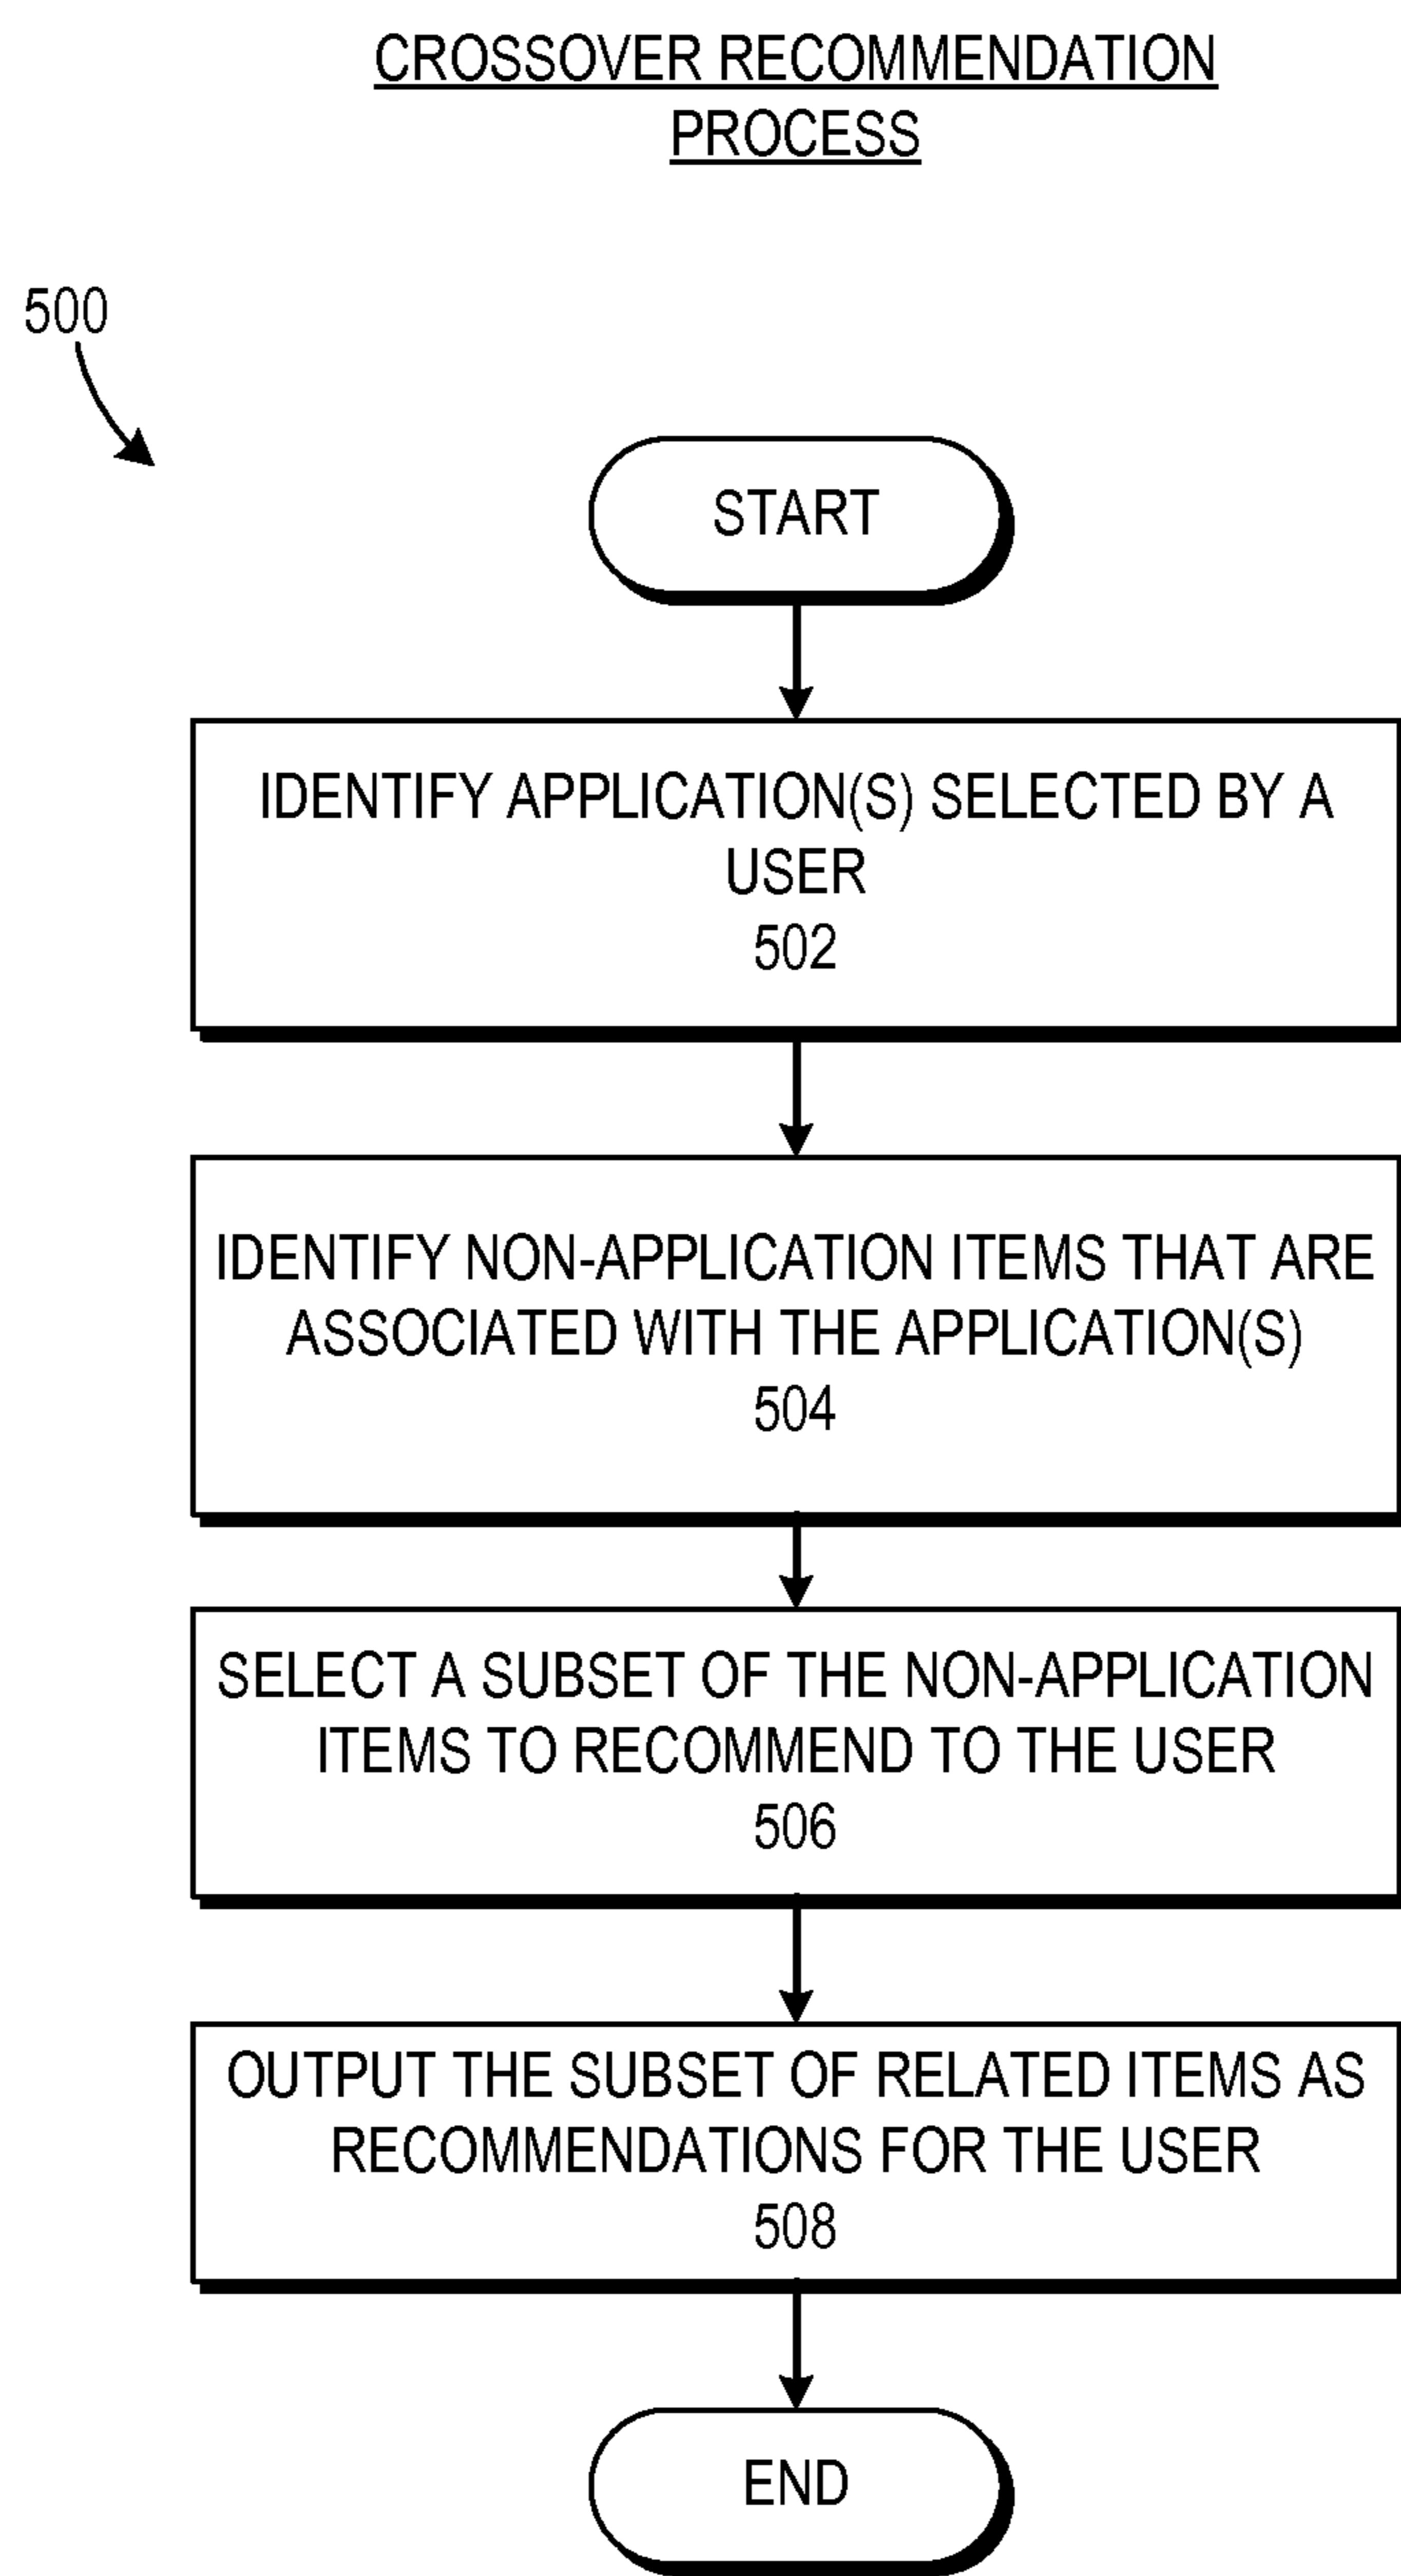 CROSSOVER RECOMMENDATION
PROCESS
500
START
IDENTIFY APPLICATION(S) SELECTED BY A
USER
502
IDENTIFY NON-APPLICATION ITEMS THAT ARE
ASSOCIATED WITH THE APPLICATION(S)
504
SELECT A SUBSET OF THE NON-APPLICATION
ITEMS TO RECOMMEND TO THE USER
506
OUTPUT THE SUBSET OF RELATED ITEMS AS
RECOMMENDATIONS FOR THE USER
508
END